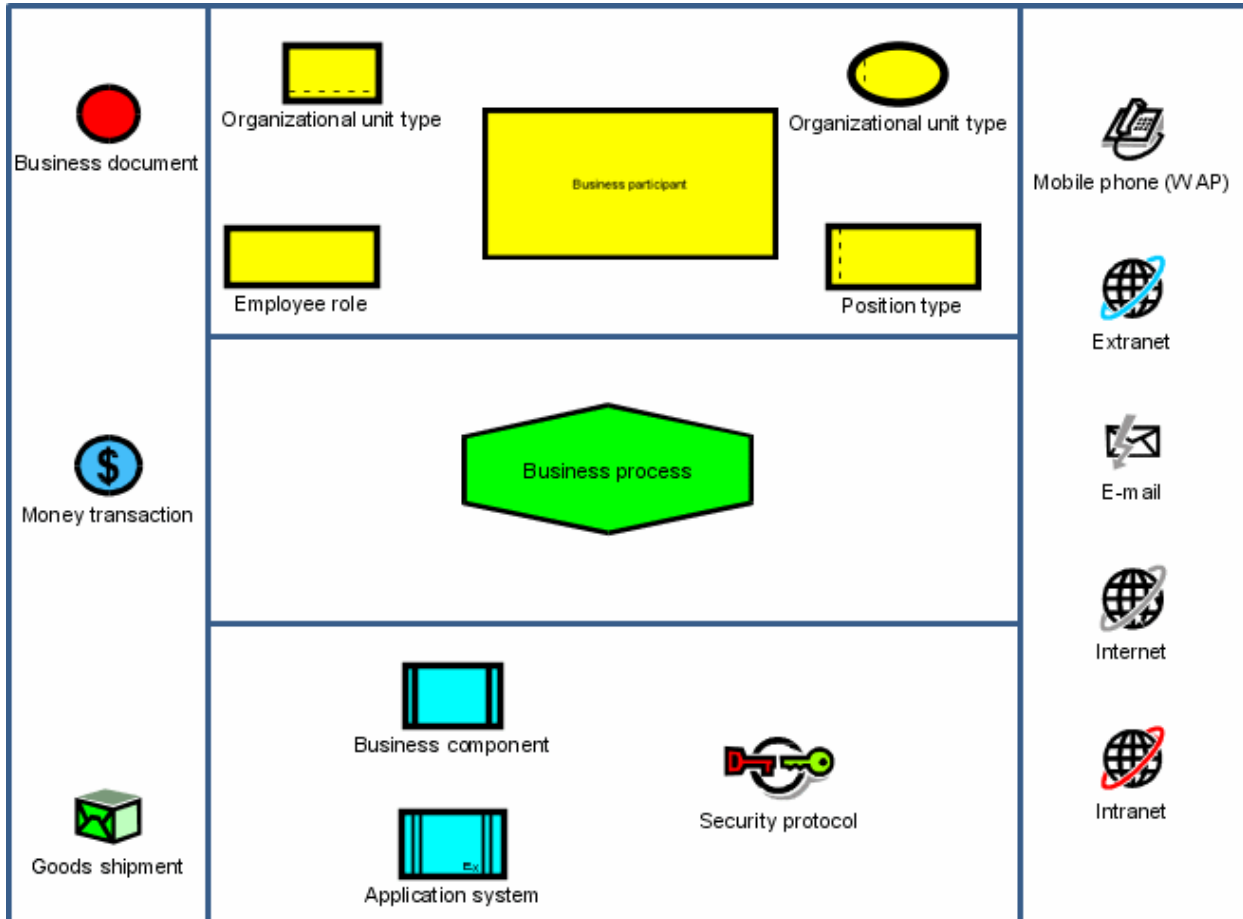 Business document
Money transaction
$
Goods shipment
Organizational unit type
Organizational unit type
Business participant
Employee role
Position type
Business process
Business component
Ex
Application system
Security protocol
Mobile phone (WAP)
Extranet
E-mail
Internet
Intranet